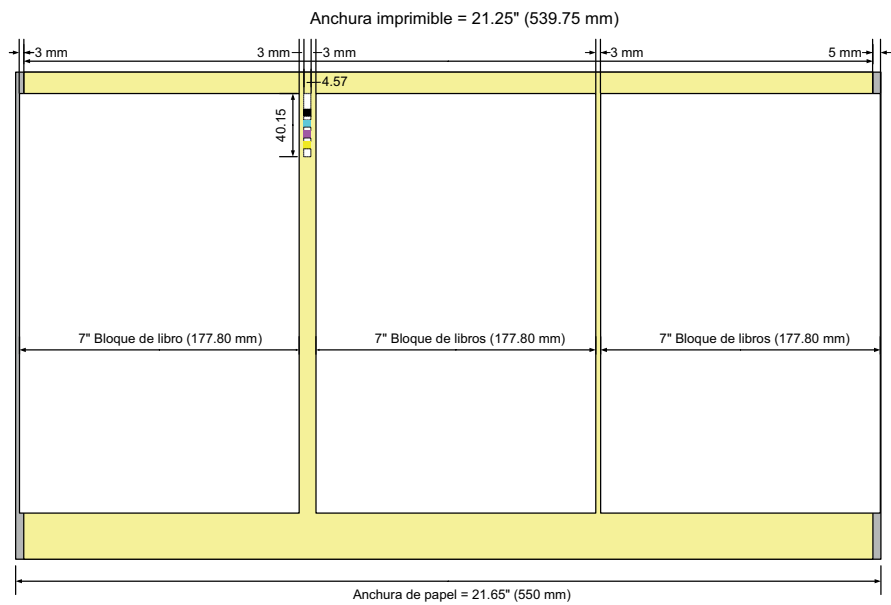 Anchura imprimible = 21.25" (539.75 mm)
3 mm
3 mm
3 mm
3 mm
5 mm
4.57
40.15
7" Bloque de libro (177.80 mm)
7" Bloque de libros (177.80 mm)
7" Bloque de libros (177.80 mm)
Anchura de papel = 21.65" (550 mm)